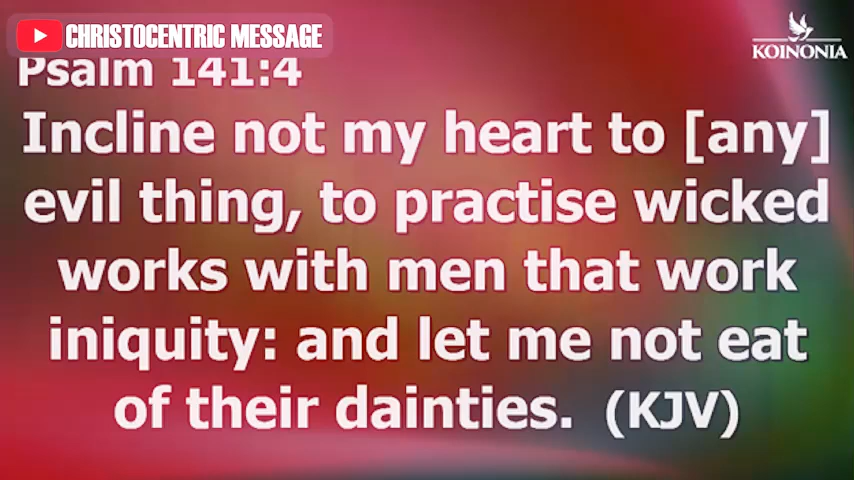 CHRISTOCENTRIC MESSAGE
KOINONIA
Psalm 141:4
Incline not my heart to [any]
evil thing, to practise wicked
works with men that work
iniquity: and let me not eat
of their dainties. (KJV)